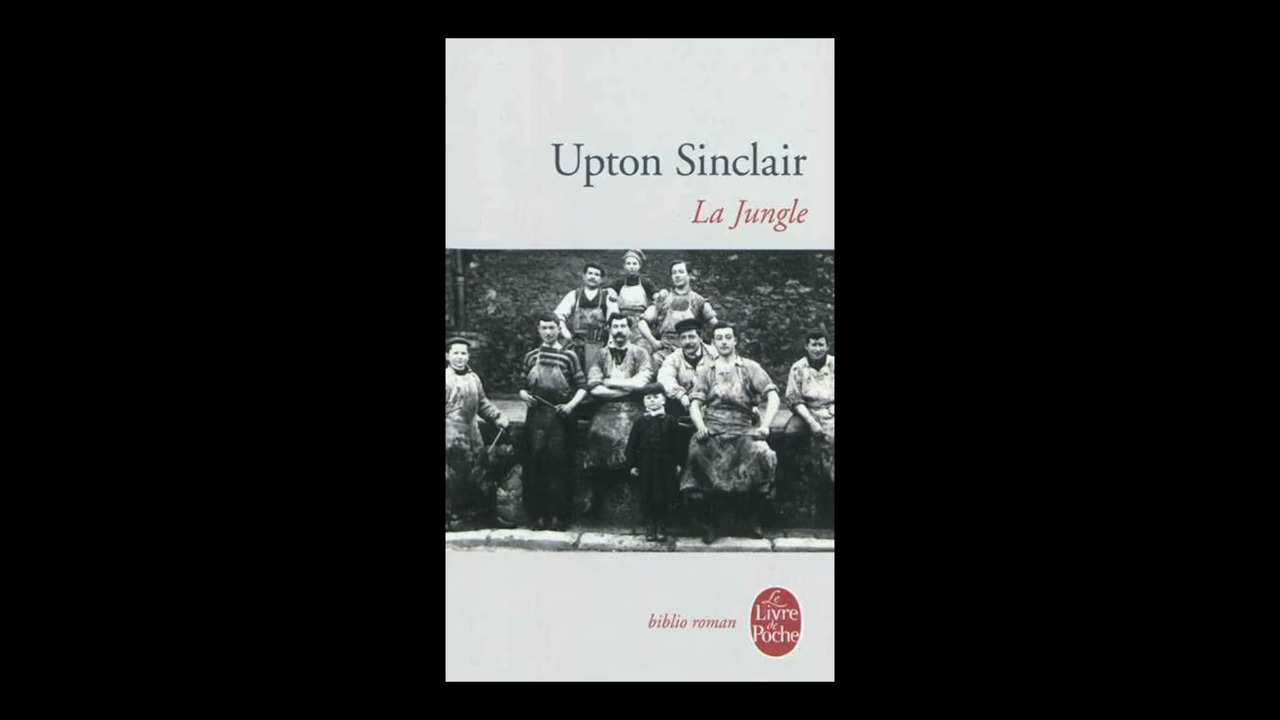 Upton Sinclair
La Jungle
biblio roman
Le
Livre
de
Poche